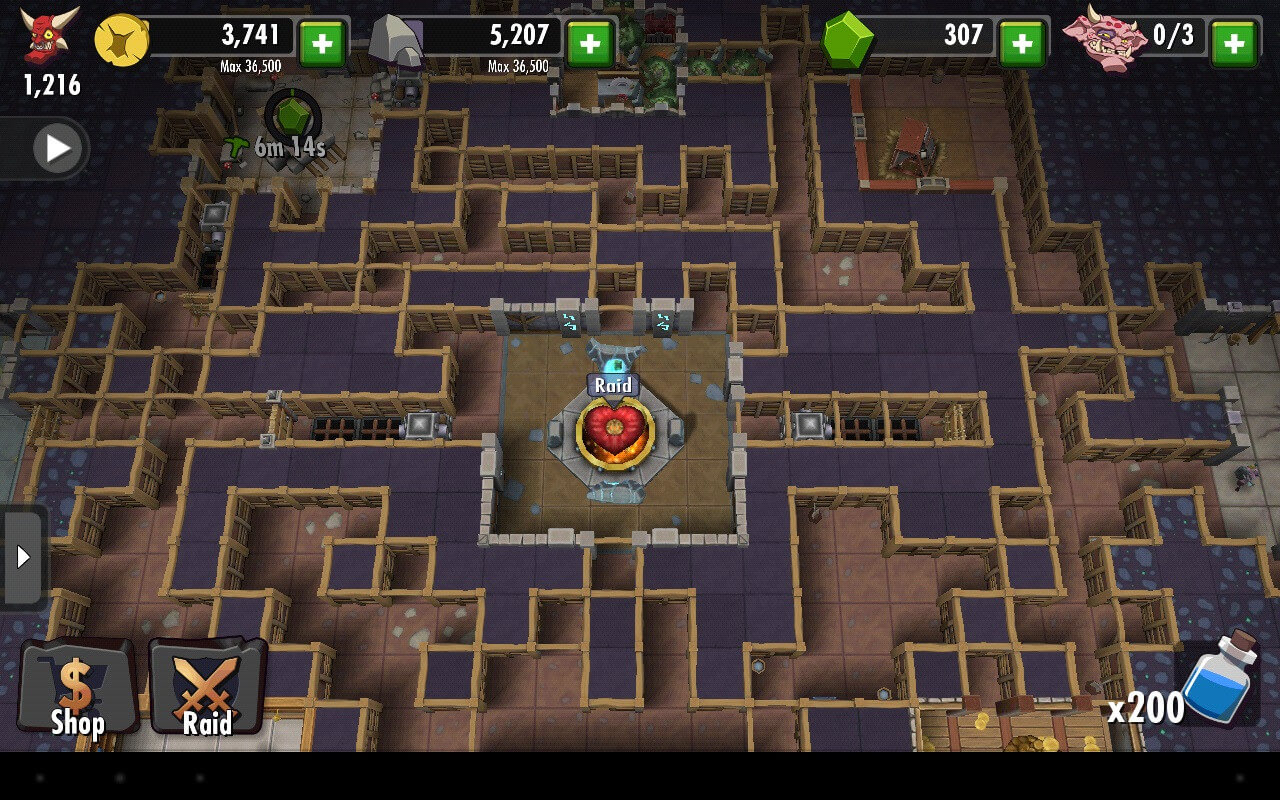 3,741
5,207
307
0/3
Max 36,500
Max 36,500
1,216
6m 14s
Raid
$
Shop
Raid
x200